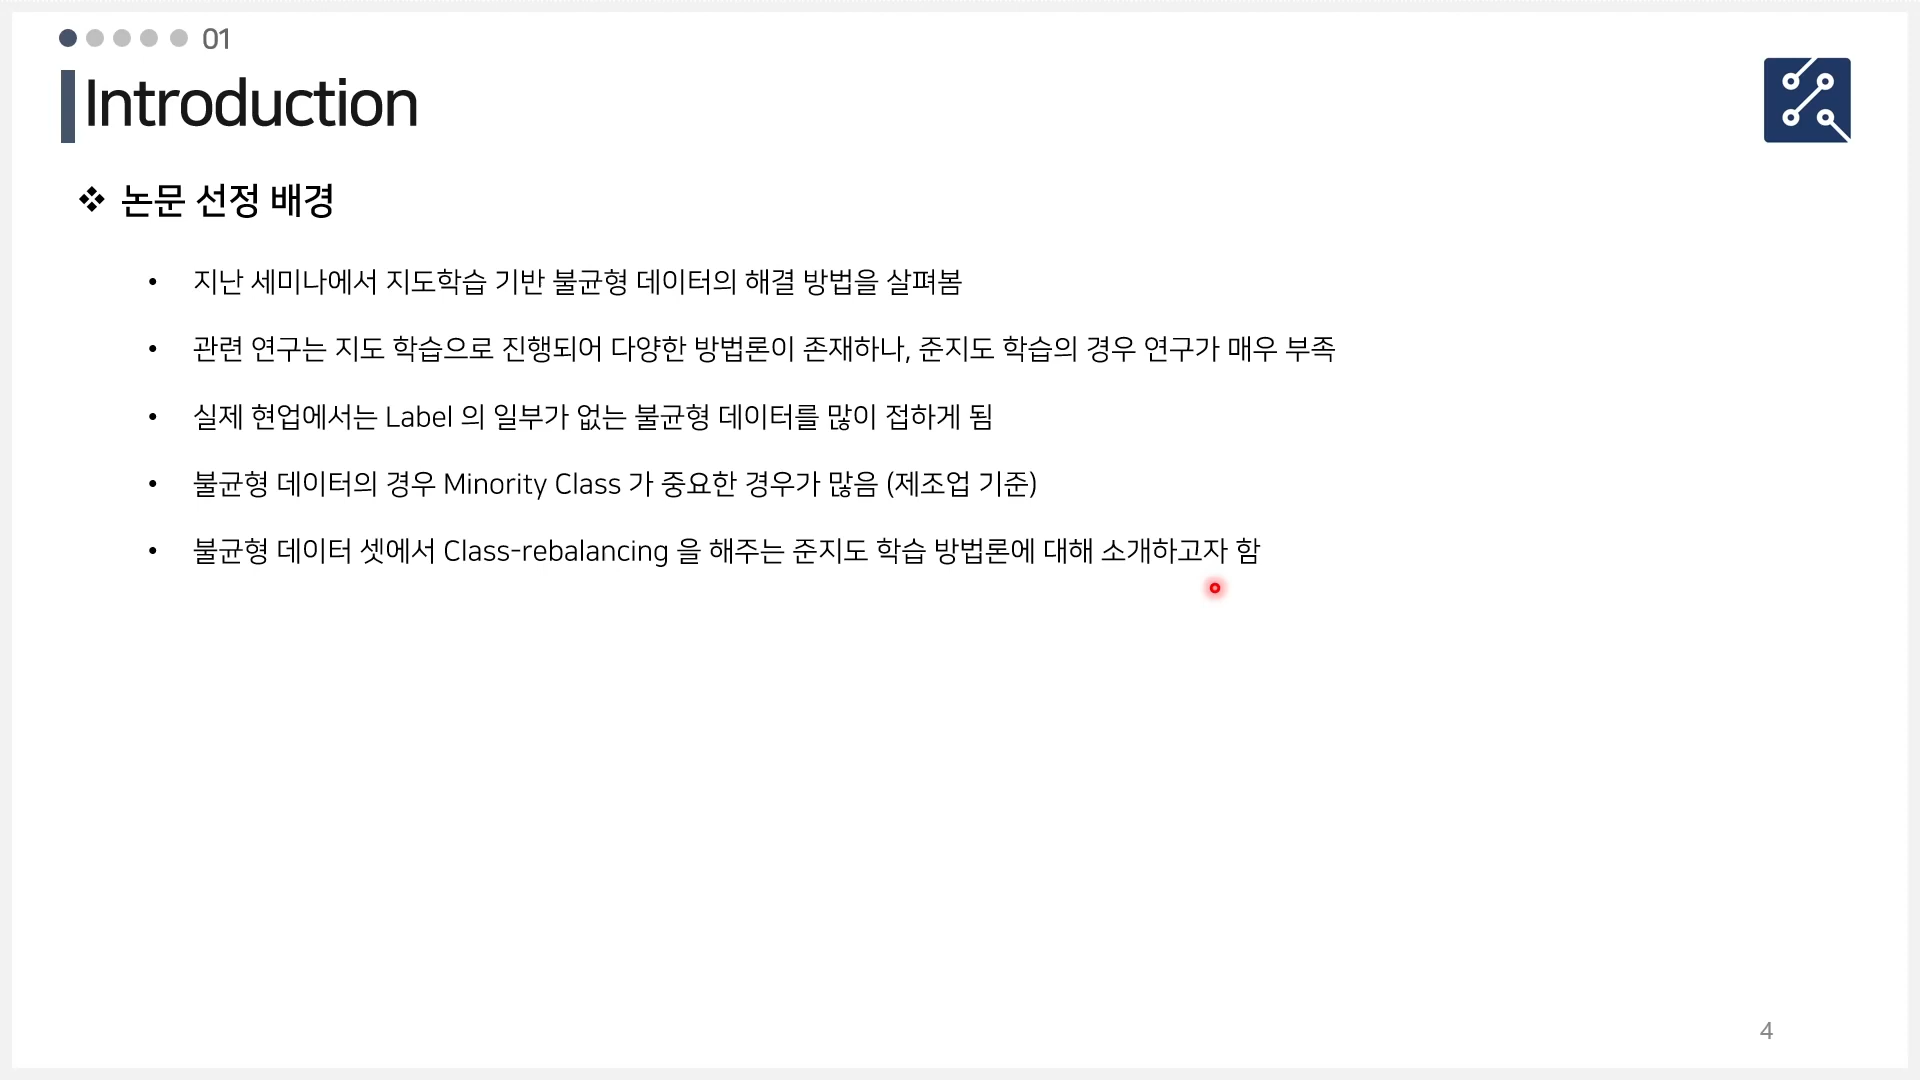 01
Introduction
❖ 논문 선정 배경
• 지난 세미나에서 지도학습 기반 불균형 데이터의 해결 방법을 살펴봄
• 관련 연구는 지도 학습으로 진행되어 다양한 방법론이 존재하나, 준지도 학습의 경우 연구가 매우 부족
• 실제 현업에서는 Label 의 일부가 없는 불균형 데이터를 많이 접하게 됨
• 불균형 데이터의 경우 Minority Class 가 중요한 경우가 많음 (제조업 기준)
• 불균형 데이터 셋에서 Class-rebalancing 을 해주는 준지도 학습 방법론에 대해 소개하고자 함
4